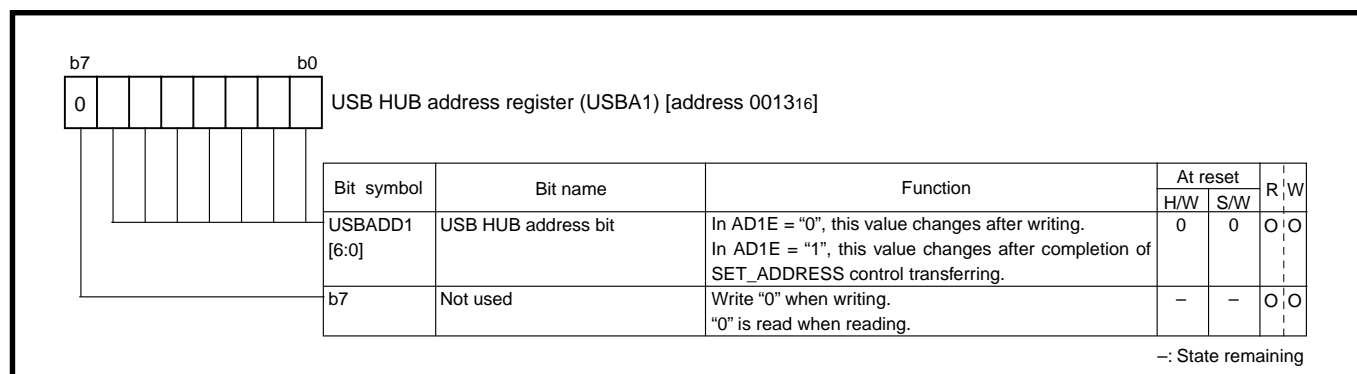 b7 b0
0 USB HUB address register (USBA1) [address 001316]
Bit symbol Bit name Function At reset R W
H/W S/W
USBADD1 USB HUB address bit In AD1E = “0”, this value changes after writing. 0 0 O O
[6:0] In AD1E = “1”, this value changes after completion of
SET_ADDRESS control transferring.
b7 Not used Write “0” when writing. – – O O
“0” is read when reading.
–: State remaining